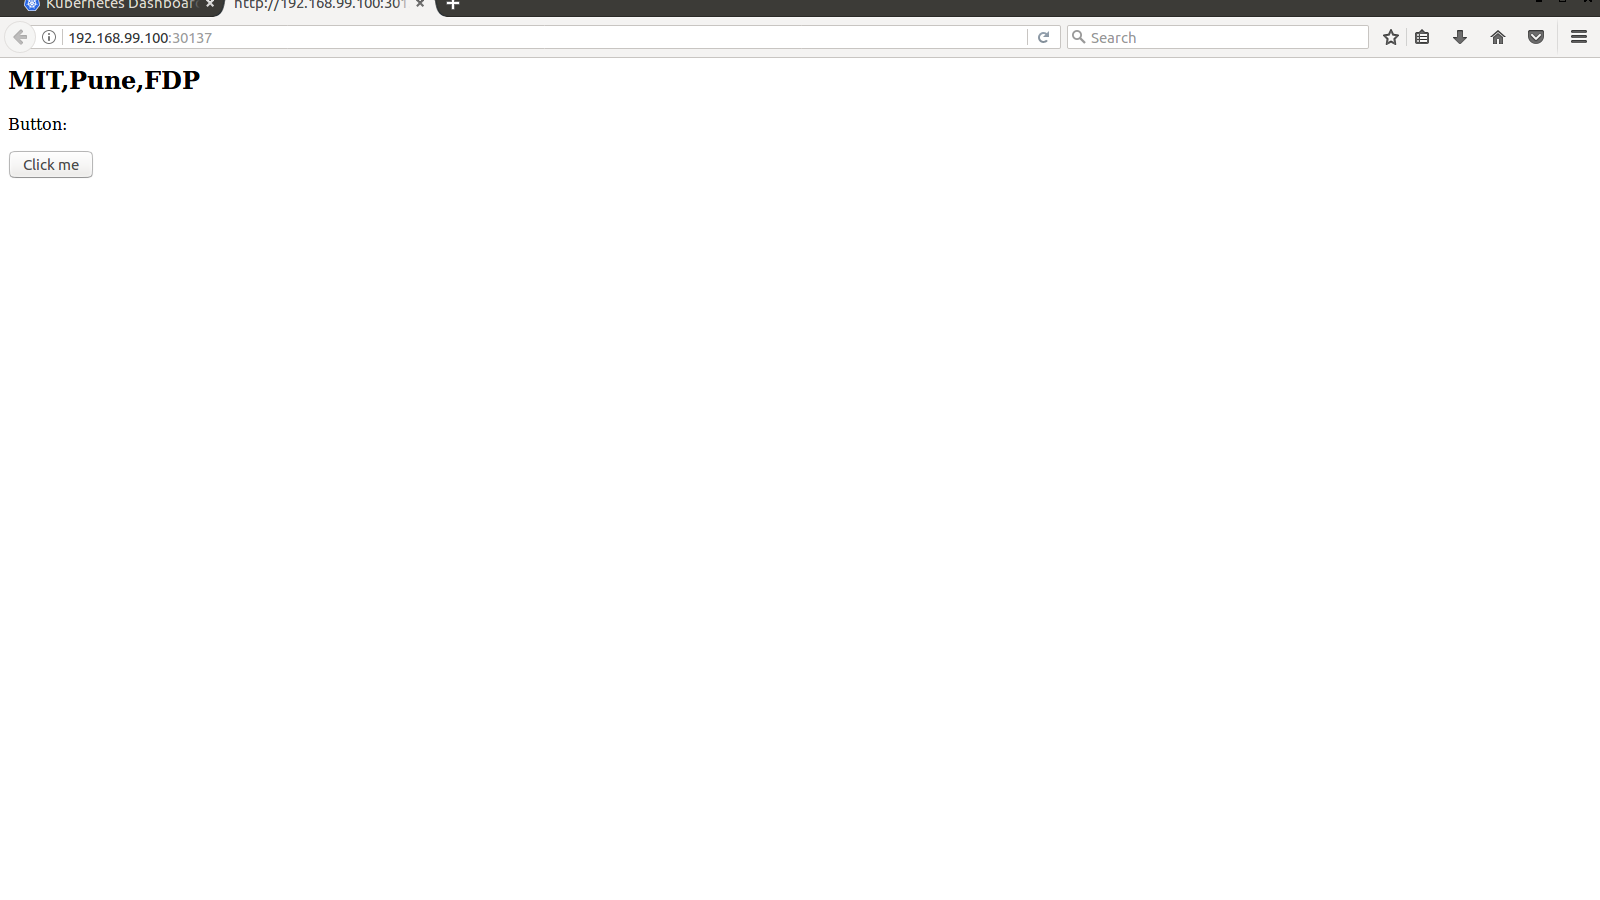 Kubernetes Dashboar
http://192.168.99.100:301
192.168.99.100:30137
Search
MIT,Pune,FDP
Button:
Click me